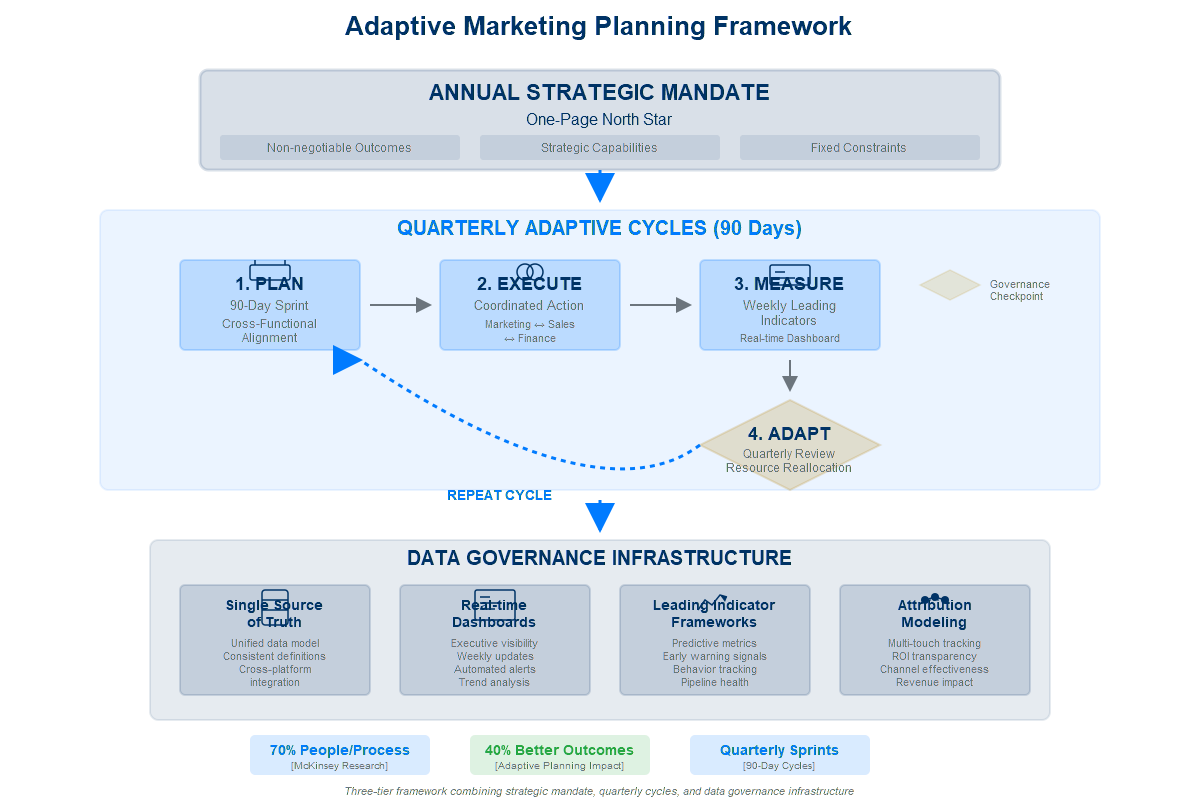 Adaptive Marketing Planning Framework
ANNUAL STRATEGIC MANDATE
One-Page North Star
Non-negotiable Outcomes
Strategic Capabilities
Fixed Constraints
QUARTERLY ADAPTIVE CYCLES (90 Days)
1. PLAN
90-Day Sprint
Cross-Functional
Alignment
2. EXECUTE
Coordinated Action
Marketing ↔ Sales
↔ Finance
3. MEASURE
Weekly Leading
Indicators
Real-time Dashboard
Governance
Checkpoint
4. ADAPT
Quarterly Review
Resource Reallocation
REPEAT CYCLE
DATA GOVERNANCE INFRASTRUCTURE
Single Source
of Truth
Unified data model
Consistent definitions
Cross-platform
integration
Real-time
Dashboards
Executive visibility
Weekly updates
Automated alerts
Trend analysis
Leading Indicator
Frameworks
Predictive metrics
Early warning signals
Behavior tracking
Pipeline health
Attribution
Modeling
Multi-touch tracking
ROI transparency
Channel effectiveness
Revenue impact
70% People/Process
[McKinsey Research]
40% Better Outcomes
[Adaptive Planning Impact]
Quarterly Sprints
[90-Day Cycles]
Three-tier framework combining strategic mandate, quarterly cycles, and data governance infrastructure